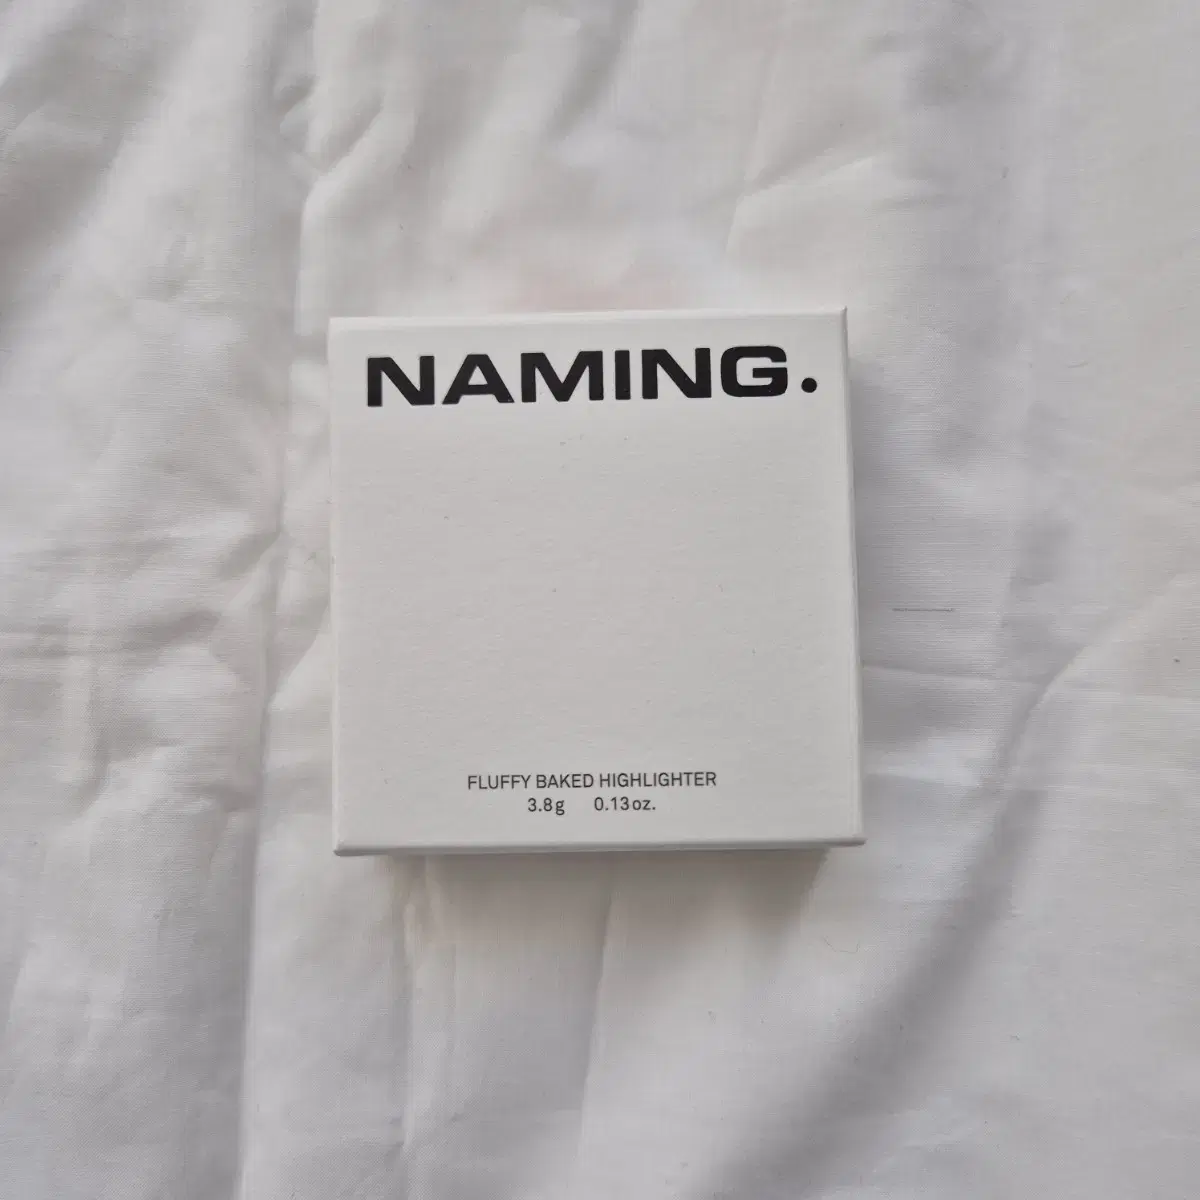 NAMING.
FLUFFY BAKED HIGHLIGHTER
3.8g 0.13oz.